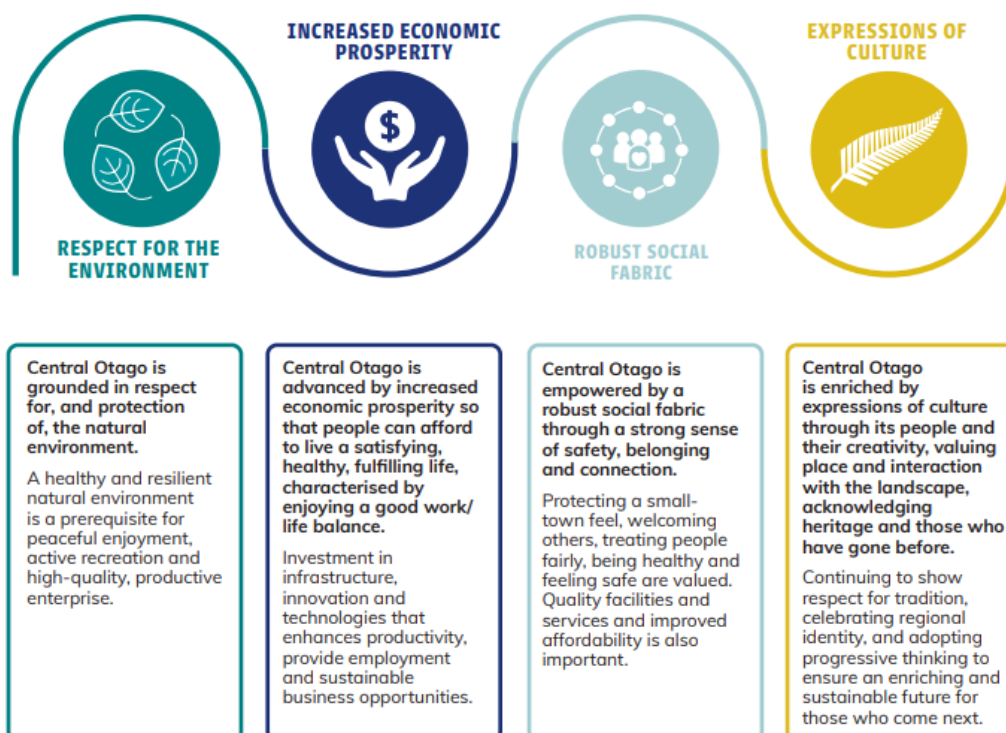 RESPECT FOR THE
ENVIRONMENT
INCREASED ECONOMIC
PROSPERITY
$
ROBUST SOCIAL
FABRIC
EXPRESSIONS OF
CULTURE
Central Otago is
grounded in respect
for, and protection
of, the natural
environment.
A healthy and resilient
natural environment
is a prerequisite for
peaceful enjoyment,
active recreation and
high-quality, productive
enterprise.
Central Otago is
advanced by increased
economic prosperity so
that people can afford
to live a satisfying,
healthy, fulfilling life,
characterised by
enjoying a good work/
life balance.
Investment in
infrastructure,
innovation and
technologies that
enhances productivity,
provide employment
and sustainable
business opportunities.
Central Otago is
empowered by a
robust social fabric
through a strong sense
of safety, belonging
and connection.
Protecting a small-
town feel, welcoming
others, treating people
fairly, being healthy and
feeling safe are valued.
Quality facilities and
services and improved
affordability is also
important.
Central Otago
is enriched by
expressions of culture
through its people and
their creativity, valuing
place and interaction
with the landscape,
acknowledging
heritage and those who
have gone before.
Continuing to show
respect for tradition,
celebrating regional
identity, and adopting
progressive thinking to
ensure an enriching and
sustainable future for
those who come next.